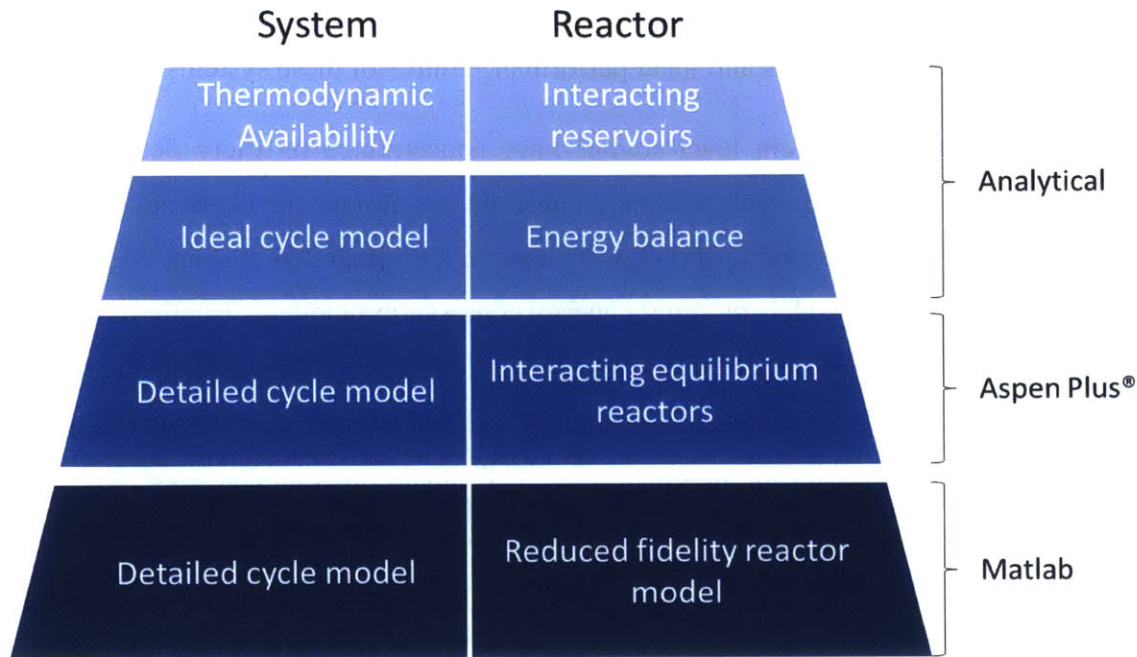 System
Reactor
Thermodynamic
Availability
Interacting
reservoirs
Analytical
Ideal cycle model
Energy balance
Detailed cycle model
Interacting equilibrium
reactors
Aspen Plus®
Detailed cycle model
Reduced fidelity reactor
model
Matlab